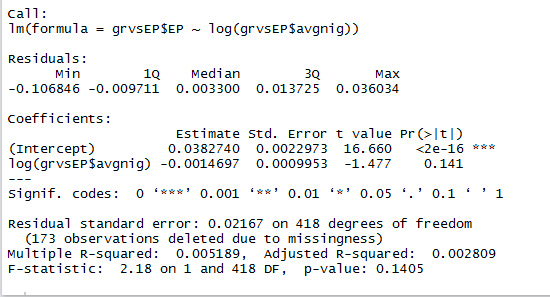 Call:
lm(formula = grvsEP$EP ~ log(grvsEP$avgnig))
Residuals:
Min 1Q Median 3Q Max
-0.106846 -0.009711 0.003300 0.013725 0.036034
Coefficients:
Estimate Std. Error t value Pr(>|t|)
(Intercept) 0.0382740 0.0022973 16.660 <2e-16 ***
log(grvsEP$avgnig) -0.0014697 0.0009953 -1.477 0.141
---
Signif. codes: 0 ‘***’ 0.001 ‘**’ 0.01 ‘*’ 0.05 ‘.’ 0.1 ‘ ’ 1
Residual standard error: 0.02167 on 418 degrees of freedom
(173 observations deleted due to missingness)
Multiple R-squared: 0.005189, Adjusted R-squared: 0.002809
F-statistic: 2.18 on 1 and 418 DF, p-value: 0.1405